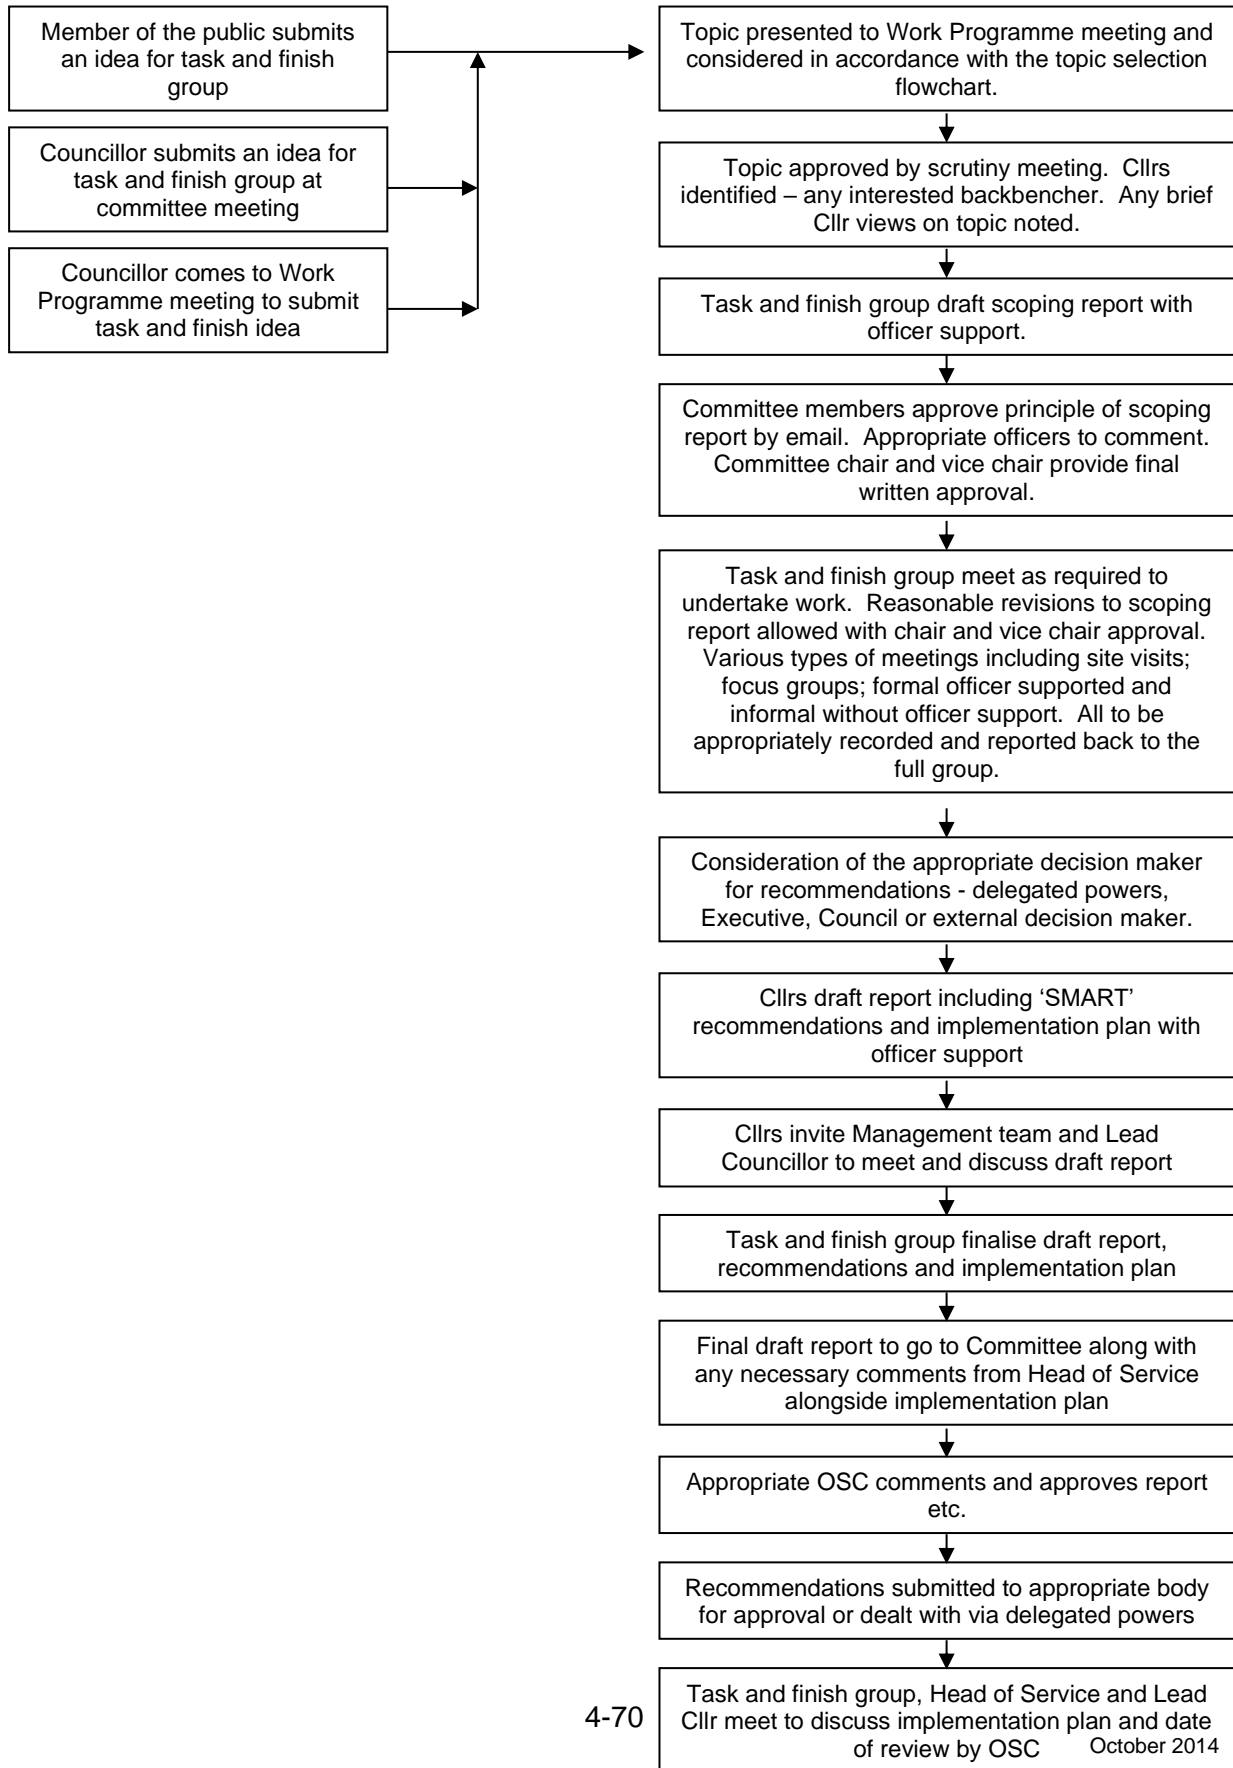 Member of the public submits
an idea for task and finish
group
Councillor submits an idea for
task and finish group at
committee meeting
Councillor comes to Work
Programme meeting to submit
task and finish idea
Topic presented to Work Programme meeting and
considered in accordance with the topic selection
flowchart.
Topic approved by scrutiny meeting.  Cllrs
identified – any interested backbencher.  Any brief
Cllr views on topic noted.
Task and finish group draft scoping report with
officer support.
Committee members approve principle of scoping
report by email.  Appropriate officers to comment.
Committee chair and vice chair provide final
written approval.
Task and finish group meet as required to
undertake work.  Reasonable revisions to scoping
report allowed with chair and vice chair approval.
Various types of meetings including site visits;
focus groups; formal officer supported and
informal without officer support.  All to be
appropriately recorded and reported back to the
full group.
Consideration of the appropriate decision maker
for recommendations - delegated powers,
Executive, Council or external decision maker.
Cllrs draft report including ‘SMART’
recommendations and implementation plan with
officer support
Cllrs invite Management team and Lead
Councillor to meet and discuss draft report
Task and finish group finalise draft report,
recommendations and implementation plan
Final draft report to go to Committee along with
any necessary comments from Head of Service
alongside implementation plan
Appropriate OSC comments and approves report
etc.
Recommendations submitted to appropriate body
for approval or dealt with via delegated powers
Task and finish group, Head of Service and Lead
Cllr meet to discuss implementation plan and date
of review by OSC
4-70
October 2014